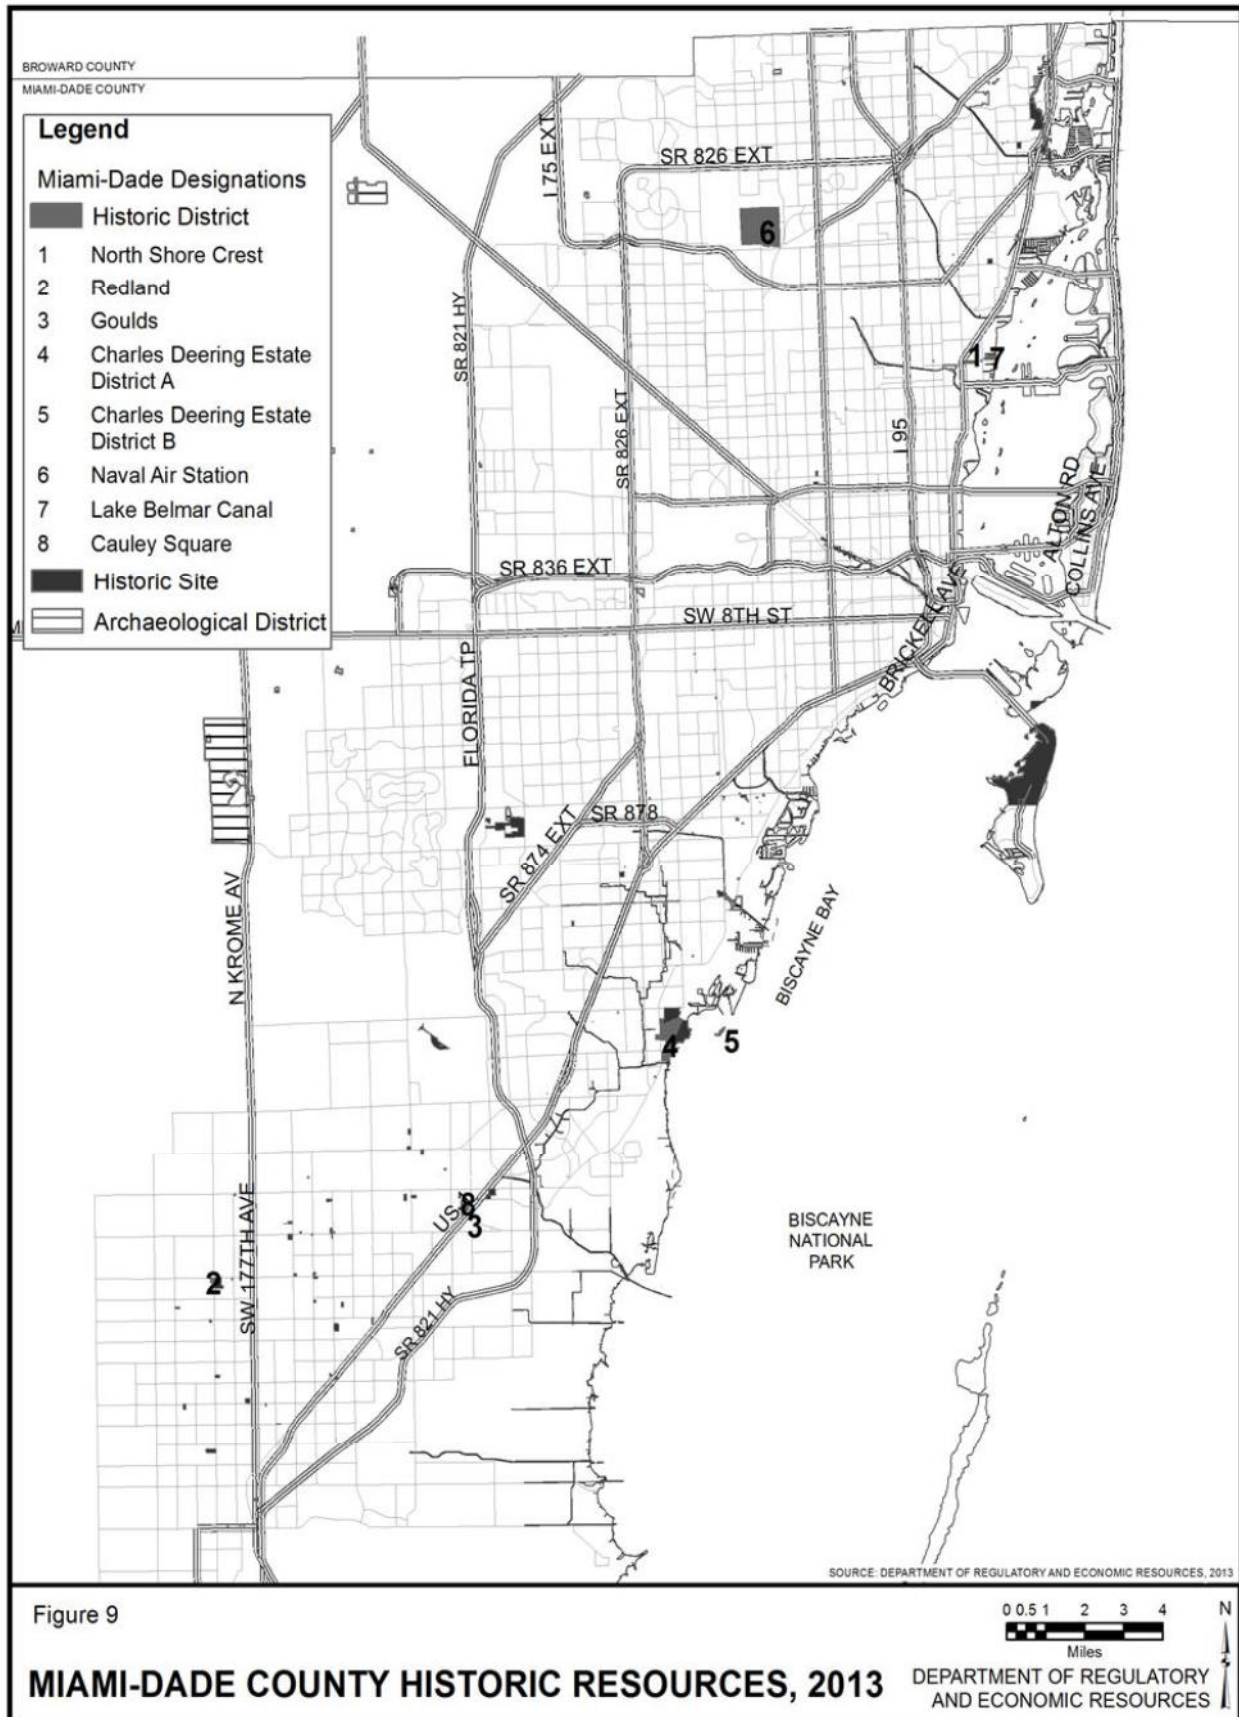 BROWARD COUNTY
MIAMI-DADE COUNTY
Legend
Miami-Dade Designations
Historic District
1 North Shore Crest
2 Redland
3 Goulds
4 Charles Deering Estate
District A
5 Charles Deering Estate
District B
6 Naval Air Station
7 Lake Belmar Canal
8 Cauley Square
Historic Site
Archaeological District
I 75 EXT
SR 826 EXT
6
SR 821 HY
SR 826 EXT
1 7
I 95
ALTON RD
COLLINS AVE
SR 836 EXT
SW 8TH ST
BRICKELL AVE
FLORIDA TP
SR 878
SR 874 EXT
N KROME AV
BISCAYNE BAY
4
5
8
US 1
3
2
SW 177TH AVE
SR 821 HY
BISCAYNE
NATIONAL
PARK
SOURCE: DEPARTMENT OF REGULATORY AND ECONOMIC RESOURCES, 2013
Figure 9
0 0.5 1 2 3 4
Miles
N
MIAMI-DADE COUNTY HISTORIC RESOURCES, 2013
DEPARTMENT OF REGULATORY
AND ECONOMIC RESOURCES